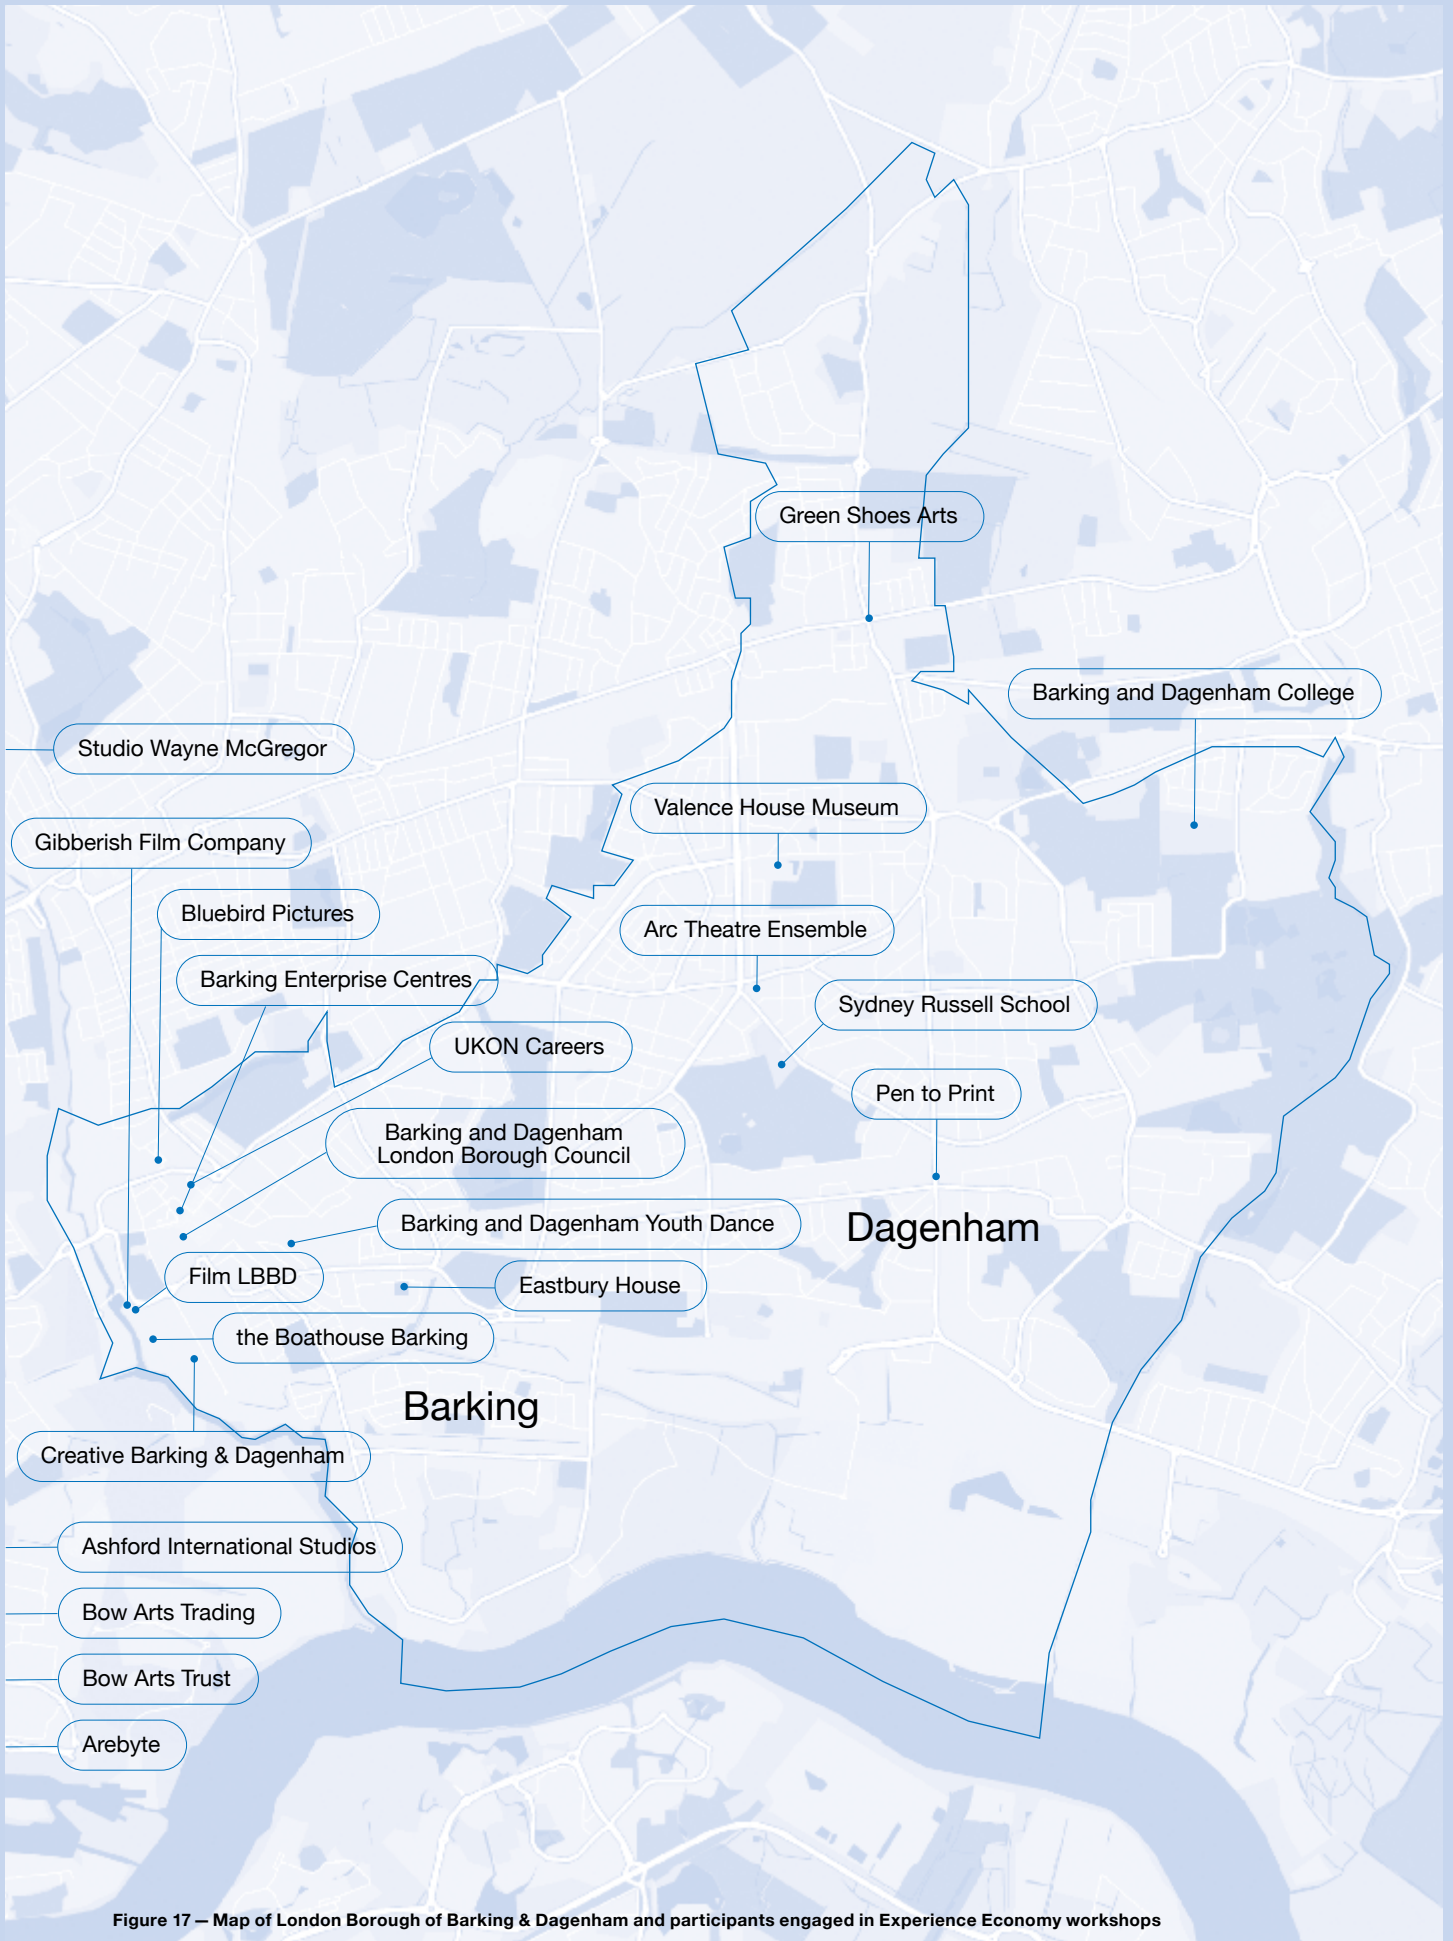 Green Shoes Arts
Barking and Dagenham College
Studio Wayne McGregor
Valence House Museum
Gibberish Film Company
Bluebird Pictures
Arc Theatre Ensemble
Barking Enterprise Centres
Sydney Russell School
UKON Careers
Pen to Print
Barking and Dagenham
London Borough Council
Barking and Dagenham Youth Dance
Dagenham
Film LBBD
Eastbury House
the Boathouse Barking
Barking
Creative Barking & Dagenham
Ashford International Studios
Bow Arts Trading
Bow Arts Trust
Arebyte
Figure 17 — Map of London Borough of Barking & Dagenham and participants engaged in Experience Economy workshops